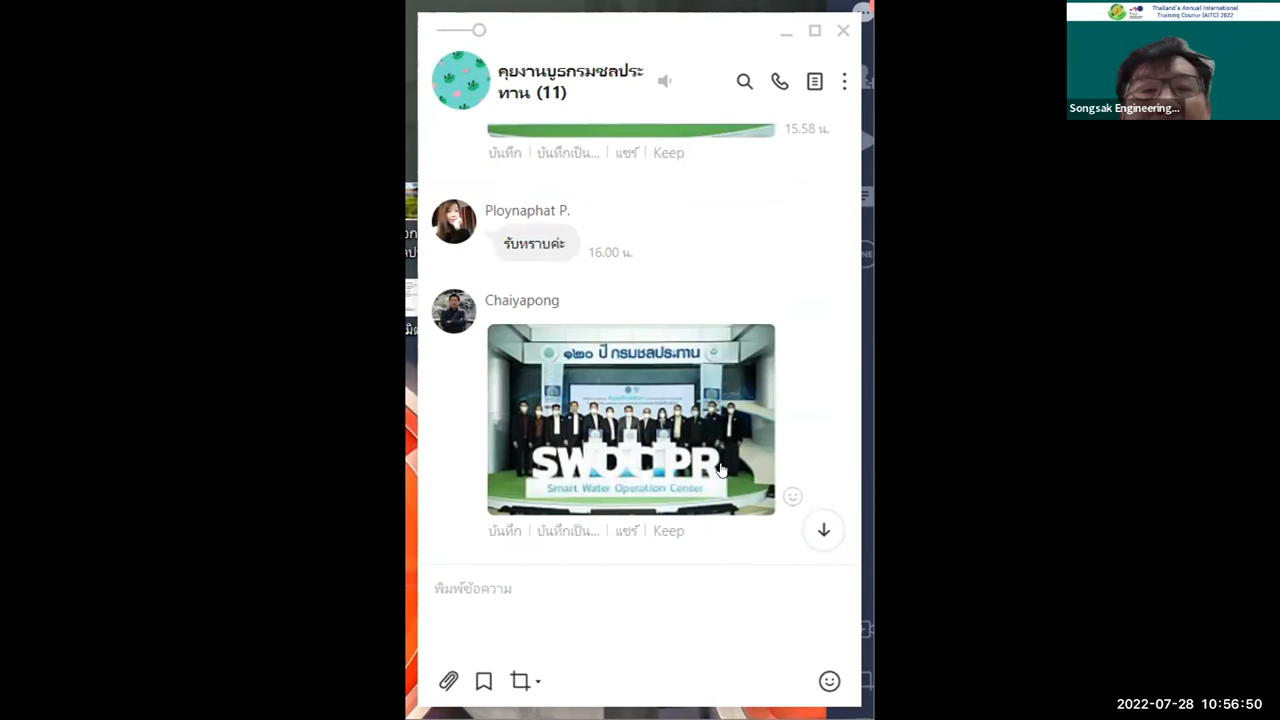 Thailand's Annual International
Training Course (AITC) 2022
Songsak Engineering...
คุยงานบูธกรมชลประ
ทาน (11)
15.58 น.
บันทึก | บันทึกเป็น... | แชร์ | Keep
Ploynaphat P.
รับทราบค่ะ
16.00 น.
Chaiyapong
๑๒๐ ปี กรมชลประทาน
Application
SWOCPR
Smart Water Operation Center
บันทึก | บันทึกเป็น... | แชร์ | Keep
พิมพ์ข้อความ
2022-07-28 10:56:50